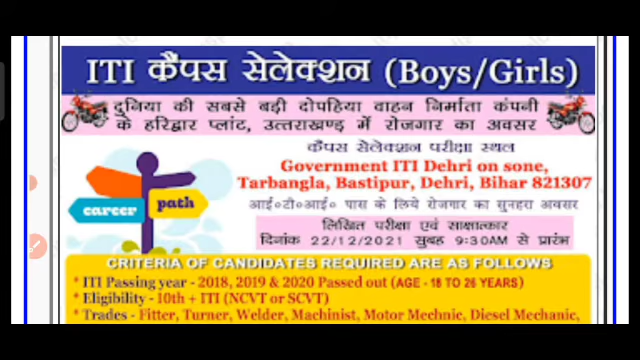 ITI कैंपस सेलेक्शन (Boys/Girls)
दुनिया की सबसे बड़ी दोपहिया वाहन निर्माता कंपनी
के हरिद्वार प्लांट, उत्तराखण्ड में रोजगार का अवसर
कैंपस सेलेक्शन परीक्षा स्थल
Government ITI Dehri on sone,
Tarbangla, Bastipur, Dehri, Bihar 821307
आई०टी०आई० पास के लिये रोजगार का सुनहरा अवसर
career
path
लिखित परीक्षा एवं साक्षात्कार
दिनांक 22/12/2021 सुबह 9:30AM से प्रारंभ
CRITERIA OF CANDIDATES REQUIRED ARE AS FOLLOWS
* ITI Passing year - 2018, 2019 & 2020 Passed out (AGE - 18 TO 26 YEARS)
* Eligibility - 10th + ITI (NCVT or SCVT)
* Trades - Fitter, Turner, Welder, Machinist, Motor Mechnic, Diesel Mechanic,